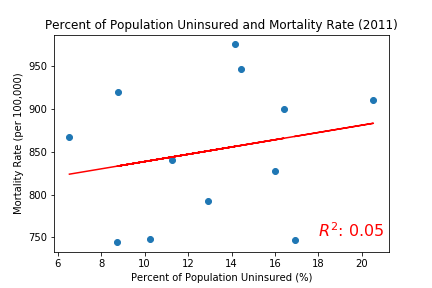 Percent of Population Uninsured and Mortality Rate (2011)
Mortality Rate (per 100,000)
950
900
850
800
750
R²: 0.05
6 8 10 12 14 16 18 20
Percent of Population Uninsured (%)